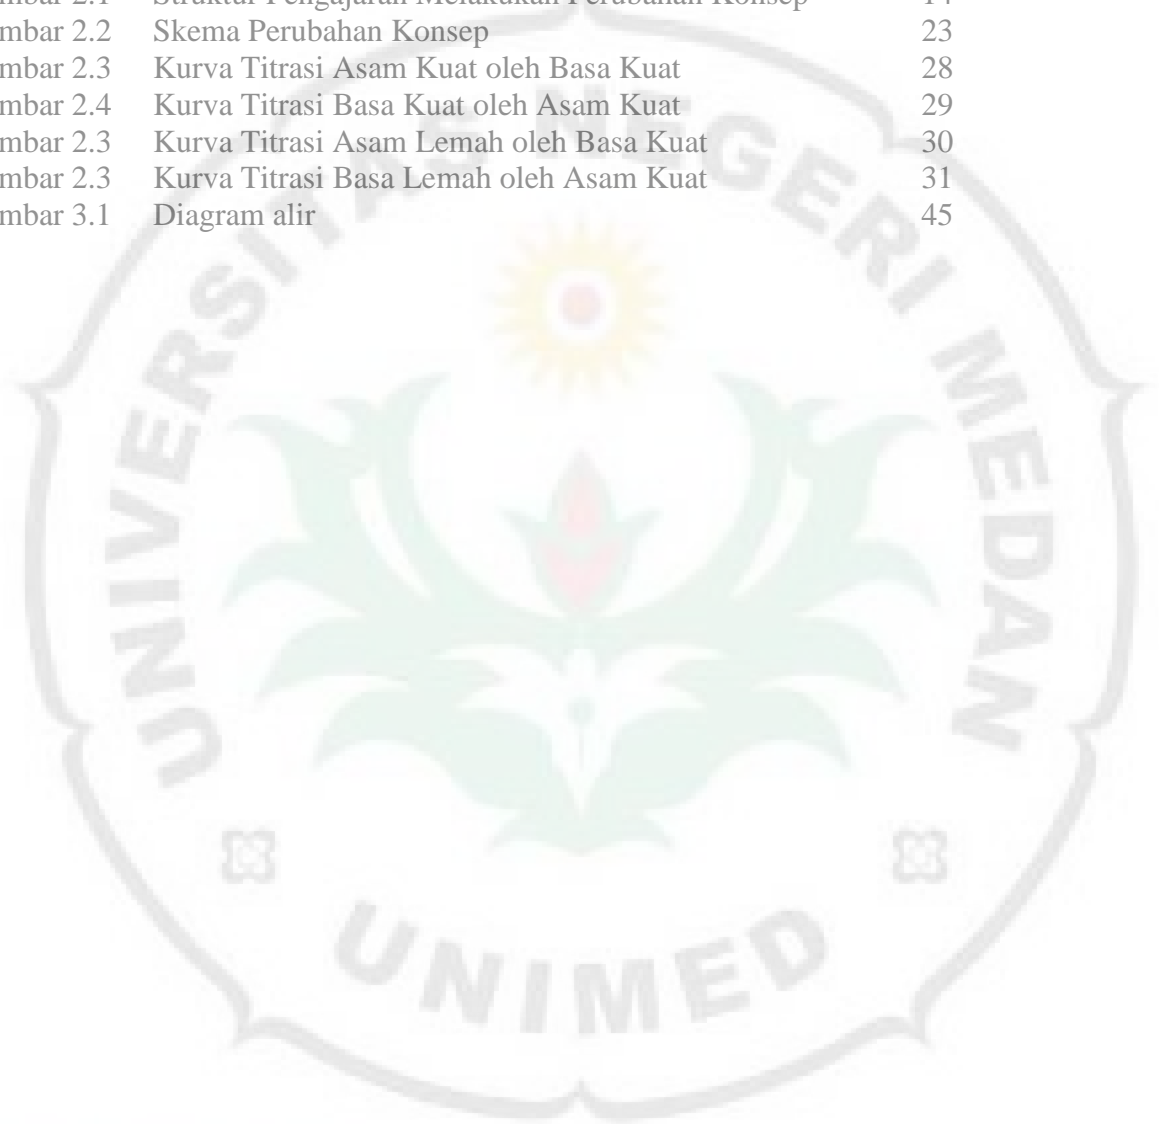 mbar 2.1 Struktur Pengajaran Melakukan Perubahan Konsep 14
mbar 2.2 Skema Perubahan Konsep 23
mbar 2.3 Kurva Titrasi Asam Kuat oleh Basa Kuat 28
mbar 2.4 Kurva Titrasi Basa Kuat oleh Asam Kuat 29
mbar 2.3 Kurva Titrasi Asam Lemah oleh Basa Kuat 30
mbar 2.3 Kurva Titrasi Basa Lemah oleh Asam Kuat 31
mbar 3.1 Diagram alir 45
UNIVERSITAS NEGERI MEDAN
UNIMED